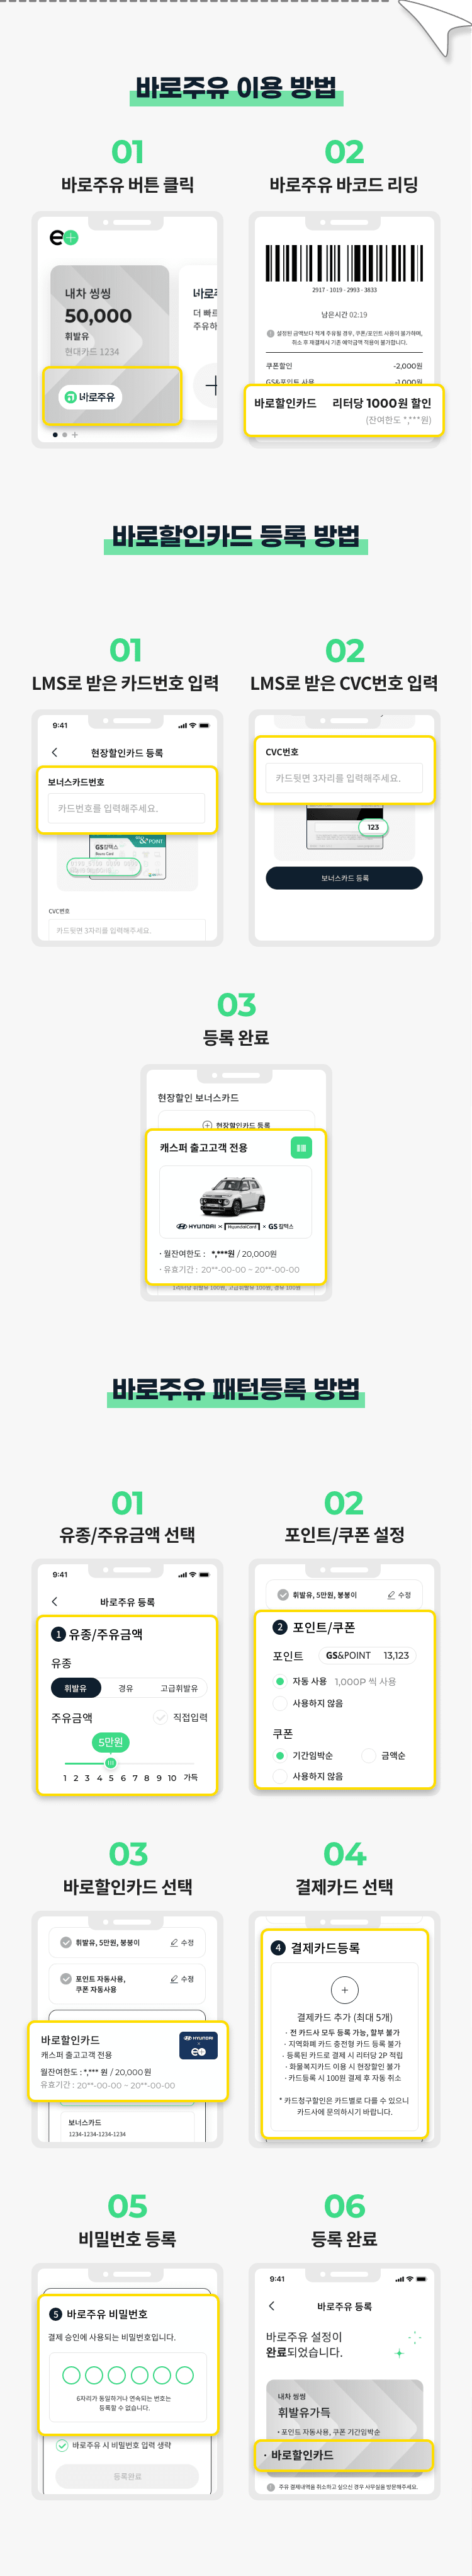 바로주유 이용 방법
01
바로주유 버튼 클릭
내차 씽씽
50,000
휘발유
현대카드 1234
바로주유
바로
더 빠르
주유하
02
바로주유 바코드 리딩
2917 - 1019 - 2993 - 3833
남은시간 02:19
설정된 금액보다 적게 주유될 경우, 쿠폰/포인트 사용이 불가하며,
취소 후 재결제시 기존 예약금액 적용이 불가합니다.
쿠폰할인 -2,000원
GS&포인트 사용 -1,000원
바로할인카드 리터당 1000원 할인
(잔여한도 *,***원)
바로할인카드 등록 방법
01
LMS로 받은 카드번호 입력
9:41
현장할인카드 등록
보너스카드번호
카드번호를 입력해주세요.
GS칼텍스
CVC번호
카드뒷면 3자리를 입력해주세요.
02
LMS로 받은 CVC번호 입력
CVC번호
카드뒷면 3자리를 입력해주세요.
123
보너스카드 등록
03
등록 완료
현장할인 보너스카드
현장할인카드 등록
캐스퍼 출고고객 전용
HYUNDAI × HyundaiCard × GS칼텍스
· 월잔여한도 : *,***원 / 20,000원
· 유효기간 : 20**-00-00 ~ 20**-00-00
1리터당 휘발유 100원, 고급휘발유 100원, 경유 100원
바로주유 패턴등록 방법
01
유종/주유금액 선택
9:41
바로주유 등록
1 유종/주유금액
유종
휘발유 경유 고급휘발유
주유금액 직접입력
5만원
1 2 3 4 5 6 7 8 9 10 가득
02
포인트/쿠폰 설정
휘발유, 5만원, 붕붕이 수정
2 포인트/쿠폰
포인트 GS&POINT 13,123
자동 사용 1,000P 씩 사용
사용하지 않음
쿠폰
기간임박순 금액순
사용하지 않음
03
바로할인카드 선택
휘발유, 5만원, 붕붕이 수정
포인트 자동사용, 수정
쿠폰 자동사용
바로할인카드
캐스퍼 출고고객 전용
HYUNDAI
월잔여한도 : *,*** 원 / 20,000원
유효기간 : 20**-00-00 ~ 20**-00-00
보너스카드
1234-1234-1234-1234
04
결제카드 선택
4 결제카드등록
결제카드 추가 (최대 5개)
· 전 카드사 모두 등록 가능, 할부 불가
· 지역화폐 카드 충전형 카드 등록 불가
· 등록된 카드로 결제 시 리터당 2P 적립
· 화물복지카드 이용 시 현장할인 불가
· 카드등록 시 100원 결제 후 자동 취소
* 카드청구할인은 카드별로 다를 수 있으니
카드사에 문의하시기 바랍니다.
05
비밀번호 등록
5 바로주유 비밀번호
결제 승인에 사용되는 비밀번호입니다.
6자리가 동일하거나 연속되는 번호는
등록할 수 없습니다.
바로주유 시 비밀번호 입력 생략
등록완료
06
등록 완료
9:41
바로주유 등록
바로주유 설정이
완료되었습니다.
내차 씽씽
휘발유가득
· 포인트 자동사용, 쿠폰 기간임박순
· 바로할인카드
주유 결제내역을 취소하고 싶으신 경우 사무실을 방문해주세요.